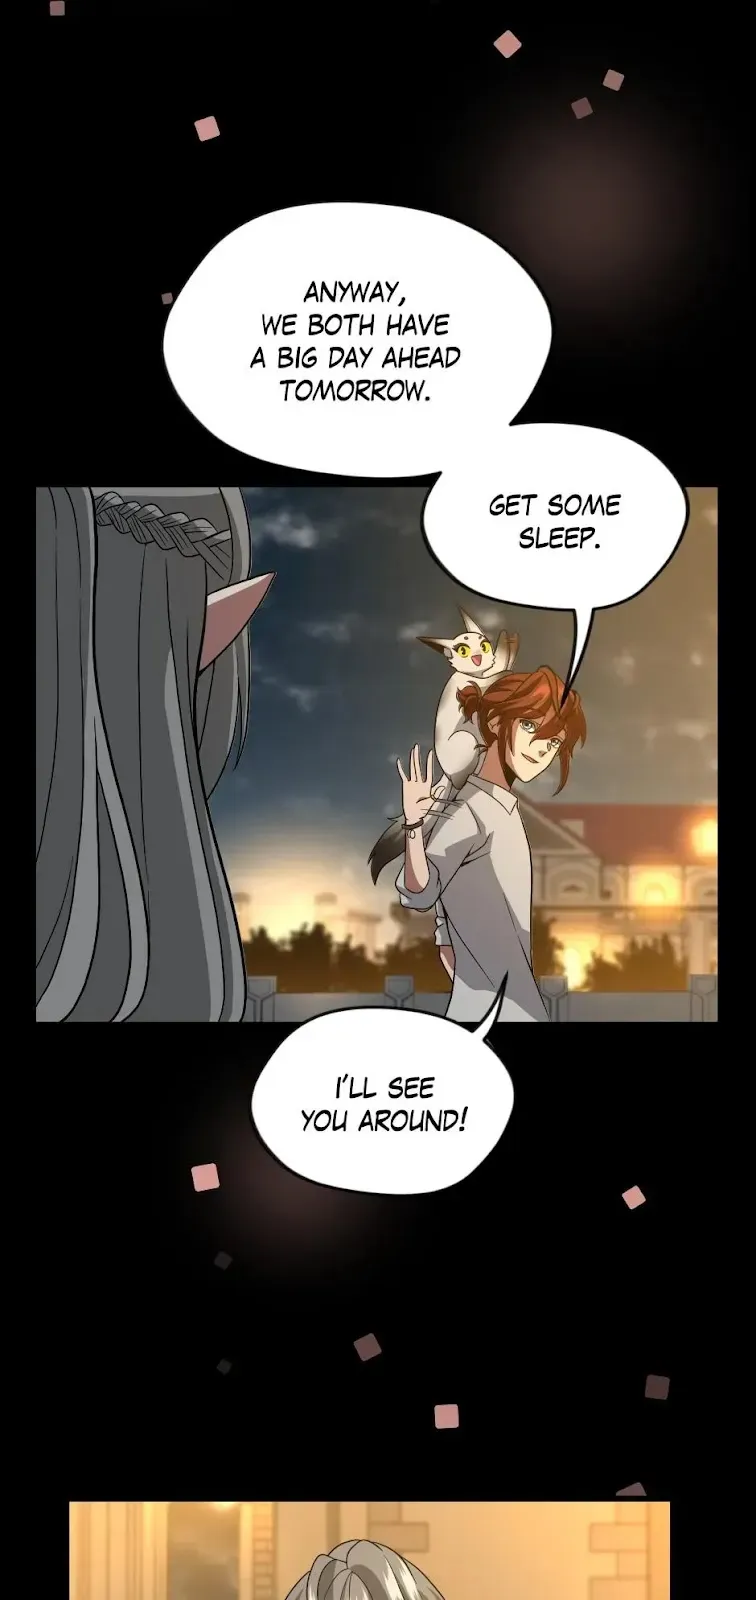 ANYWAY,
WE BOTH HAVE
A BIG DAY AHEAD
TOMORROW.
GET SOME
SLEEP.
I'LL SEE
YOU AROUND!